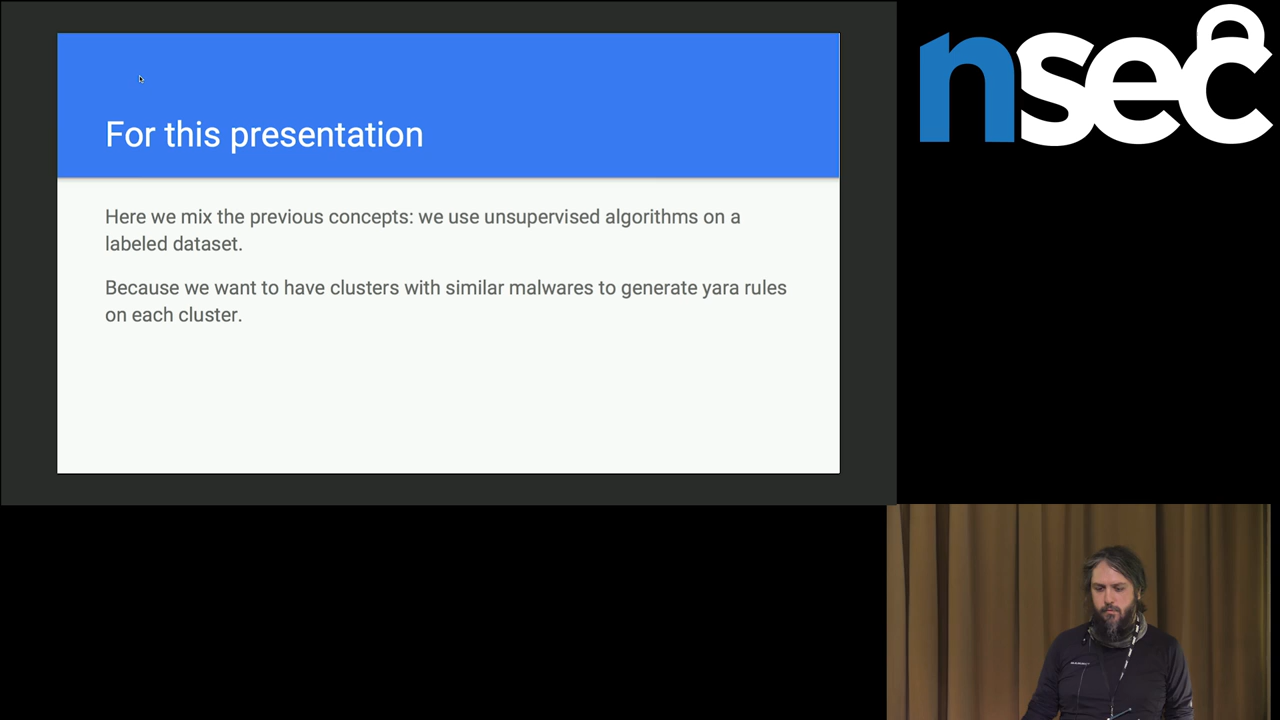 For this presentation
Here we mix the previous concepts: we use unsupervised algorithms on a
labeled dataset.
Because we want to have clusters with similar malwares to generate yara rules
on each cluster.
nsec